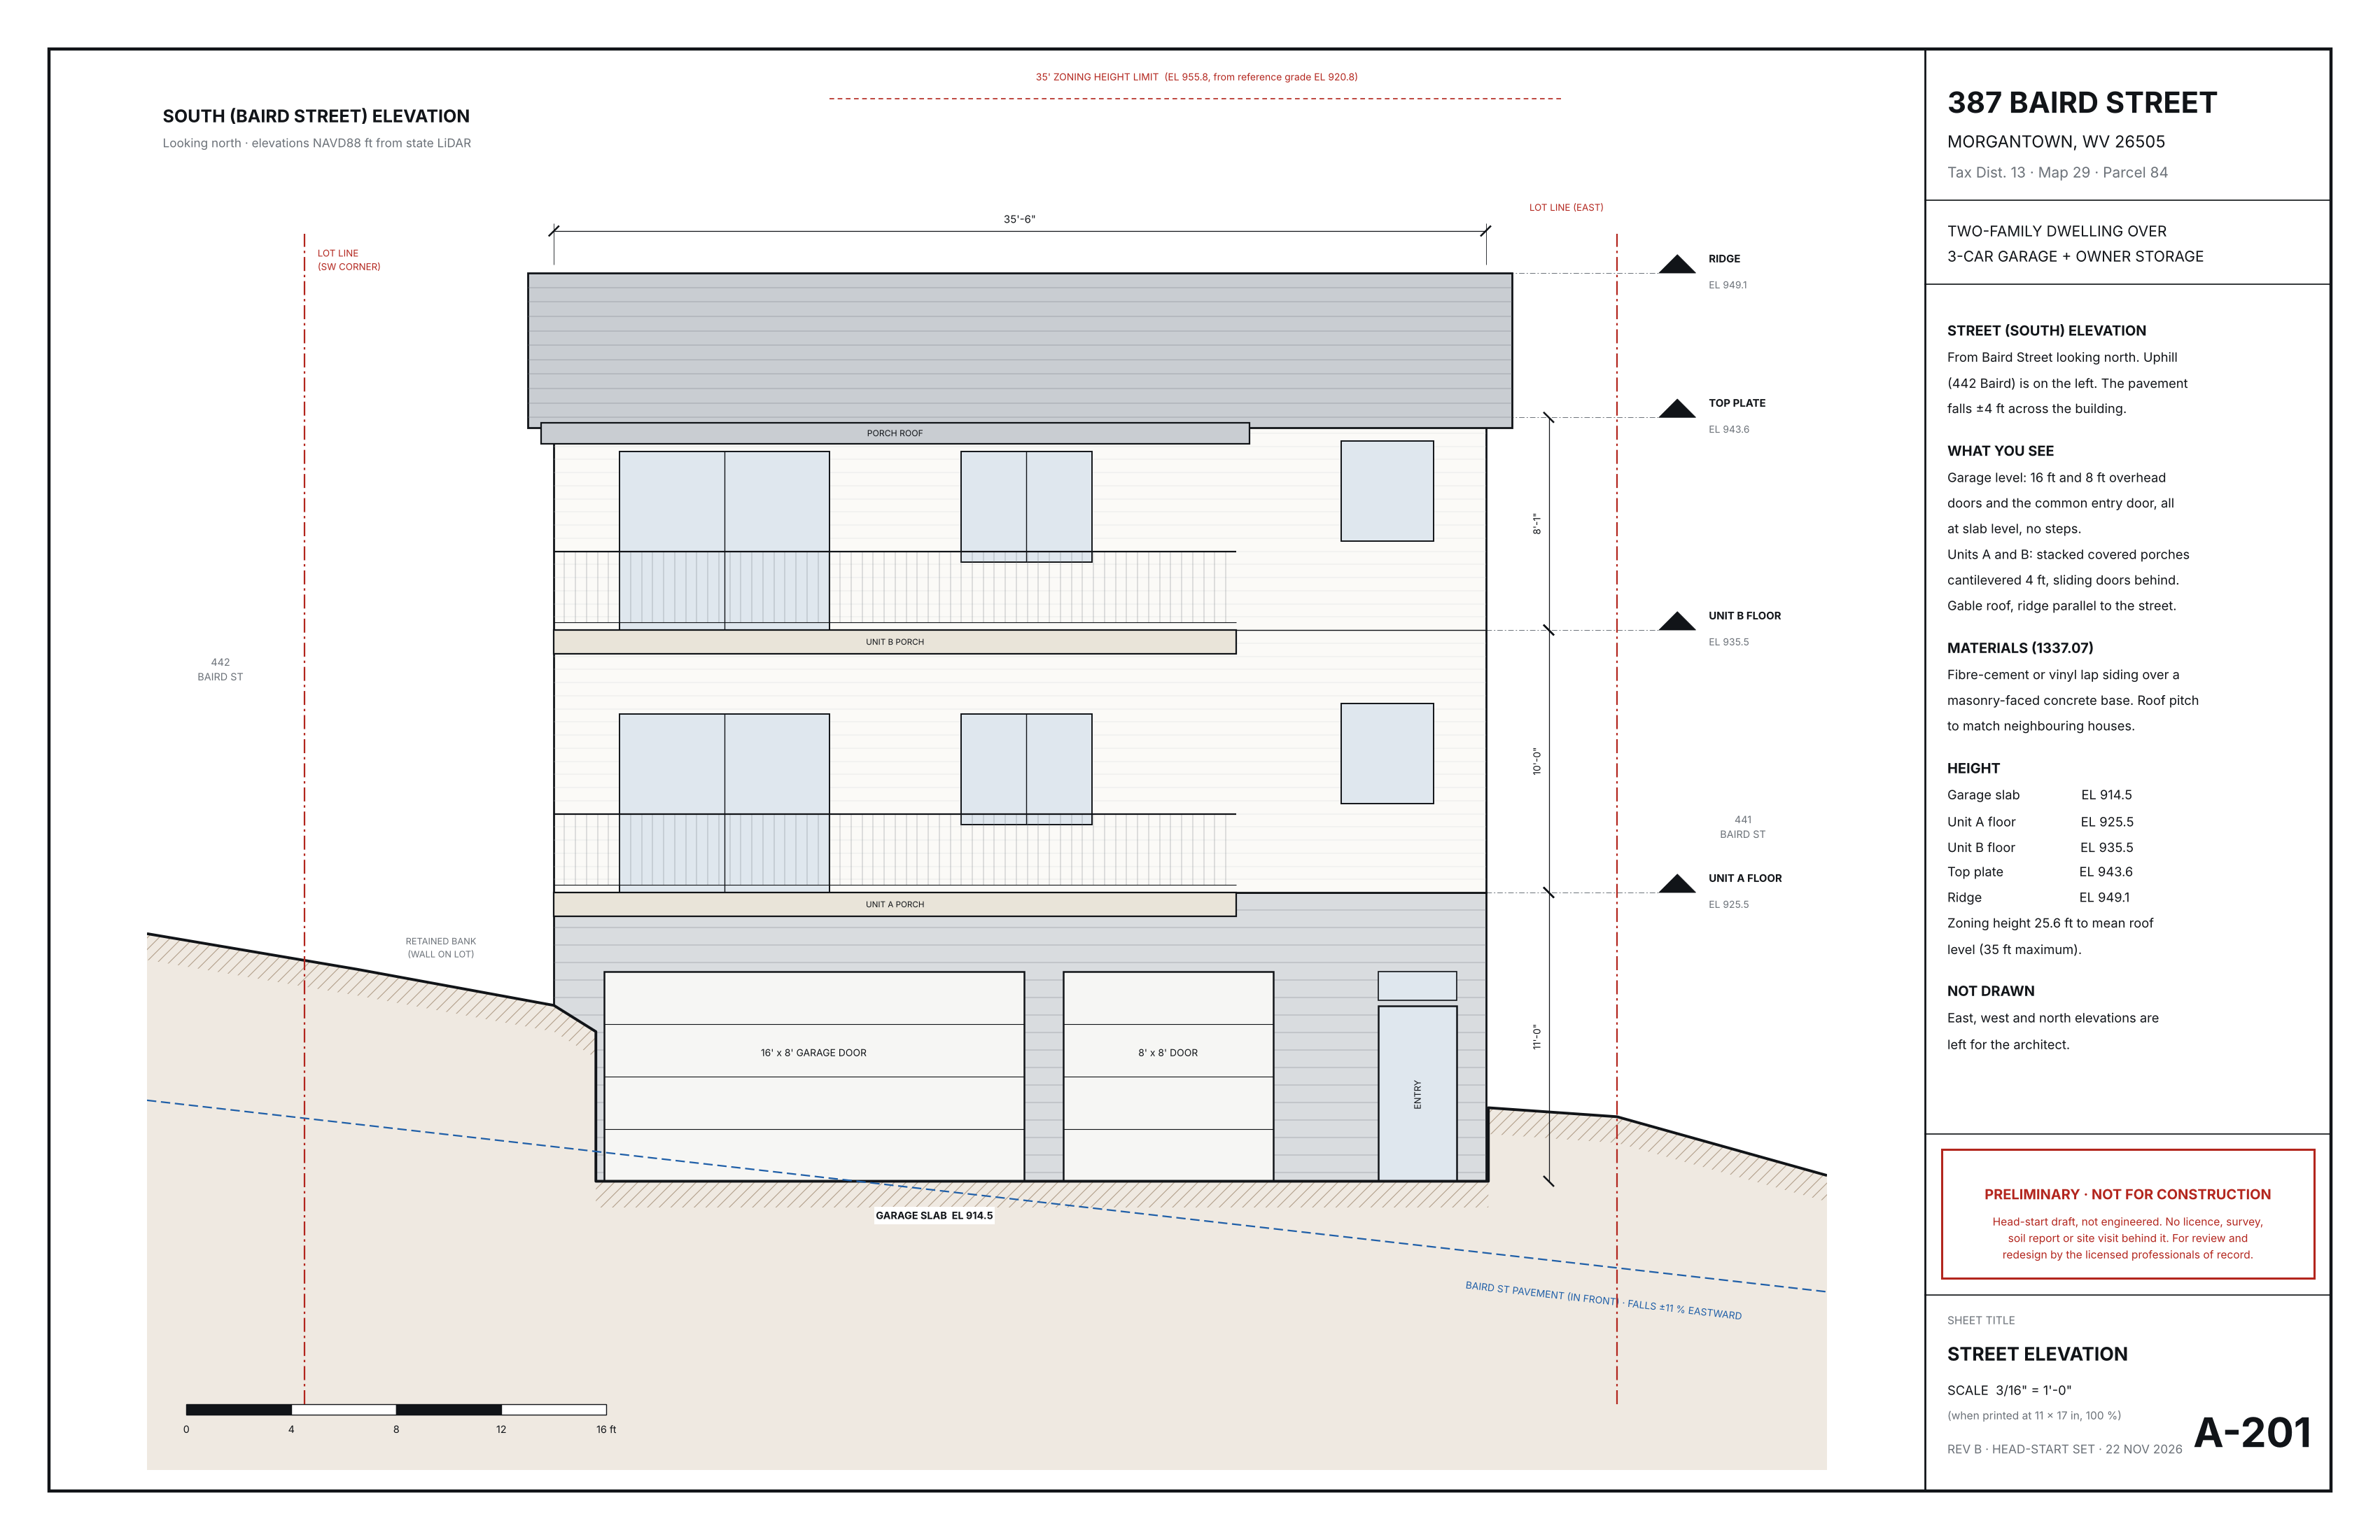 35' ZONING HEIGHT LIMIT (EL 955.8, from reference grade EL 920.8)
SOUTH (BAIRD STREET) ELEVATION
Looking north · elevations NAVD88 ft from state LiDAR
35'-6"
LOT LINE (EAST)
LOT LINE
(SW CORNER)
RIDGE
EL 949.1
TOP PLATE
EL 943.6
PORCH ROOF
8'-1"
UNIT B FLOOR
EL 935.5
UNIT B PORCH
442
BAIRD ST
10'-0"
441
BAIRD ST
UNIT A FLOOR
EL 925.5
UNIT A PORCH
RETAINED BANK
(WALL ON LOT)
11'-0"
16' x 8' GARAGE DOOR
8' x 8' DOOR
ENTRY
GARAGE SLAB EL 914.5
BAIRD ST PAVEMENT (IN FRONT) · FALLS ±11 % EASTWARD
0 4 8 12 16 ft
387 BAIRD STREET
MORGANTOWN, WV 26505
Tax Dist. 13 · Map 29 · Parcel 84
TWO-FAMILY DWELLING OVER
3-CAR GARAGE + OWNER STORAGE
STREET (SOUTH) ELEVATION
From Baird Street looking north. Uphill
(442 Baird) is on the left. The pavement
falls ±4 ft across the building.
WHAT YOU SEE
Garage level: 16 ft and 8 ft overhead
doors and the common entry door, all
at slab level, no steps.
Units A and B: stacked covered porches
cantilevered 4 ft, sliding doors behind.
Gable roof, ridge parallel to the street.
MATERIALS (1337.07)
Fibre-cement or vinyl lap siding over a
masonry-faced concrete base. Roof pitch
to match neighbouring houses.
HEIGHT
Garage slab EL 914.5
Unit A floor EL 925.5
Unit B floor EL 935.5
Top plate EL 943.6
Ridge EL 949.1
Zoning height 25.6 ft to mean roof
level (35 ft maximum).
NOT DRAWN
East, west and north elevations are
left for the architect.
PRELIMINARY · NOT FOR CONSTRUCTION
Head-start draft, not engineered. No licence, survey,
soil report or site visit behind it. For review and
redesign by the licensed professionals of record.
SHEET TITLE
STREET ELEVATION
SCALE 3/16" = 1'-0"
(when printed at 11 × 17 in, 100 %)
REV B · HEAD-START SET · 22 NOV 2026
A-201